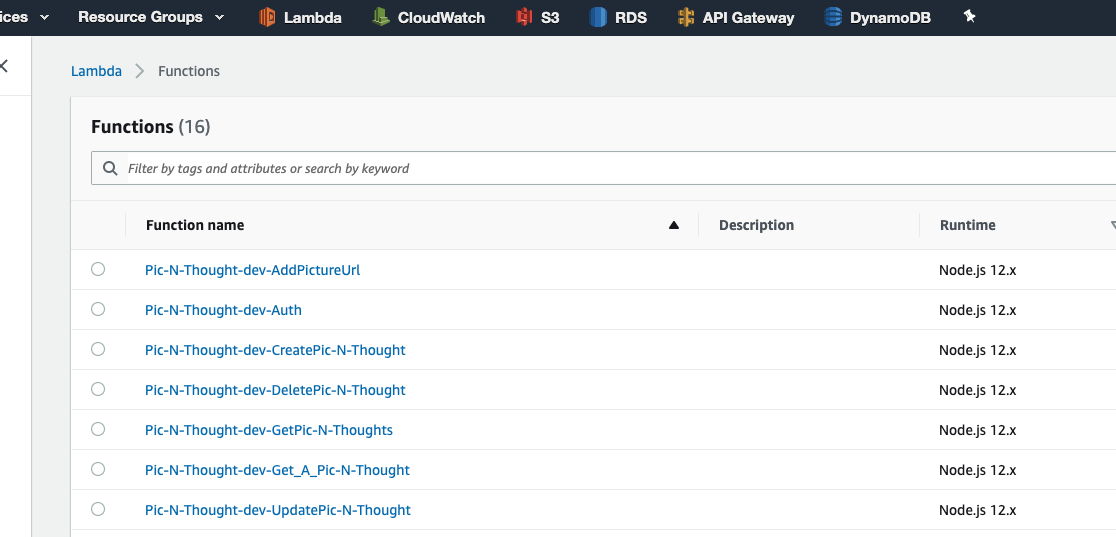 ices Resource Groups Lambda CloudWatch S3 RDS API Gateway DynamoDB
Lambda Functions
Functions (16)
Filter by tags and attributes or search by keyword
Function name Description Runtime
Pic-N-Thought-dev-AddPictureUrl Node.js 12.x
Pic-N-Thought-dev-Auth Node.js 12.x
Pic-N-Thought-dev-CreatePic-N-Thought Node.js 12.x
Pic-N-Thought-dev-DeletePic-N-Thought Node.js 12.x
Pic-N-Thought-dev-GetPic-N-Thoughts Node.js 12.x
Pic-N-Thought-dev-Get_A_Pic-N-Thought Node.js 12.x
Pic-N-Thought-dev-UpdatePic-N-Thought Node.js 12.x